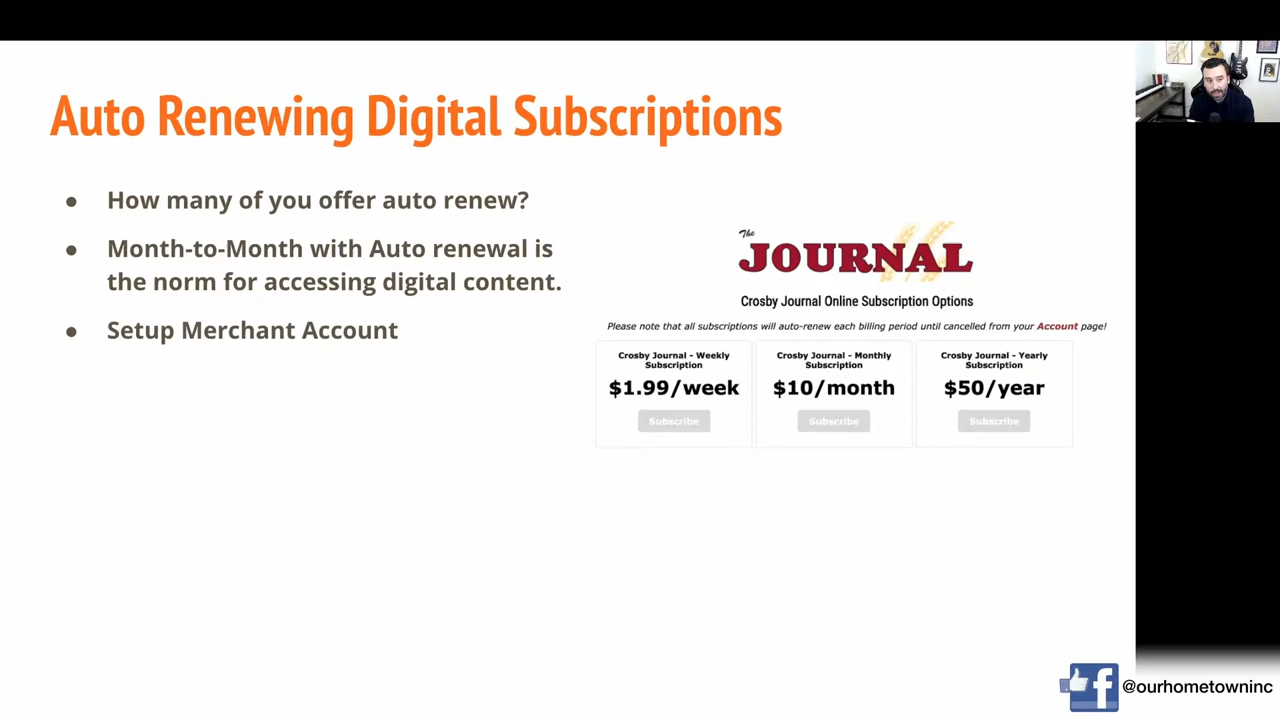 Auto Renewing Digital Subscriptions
● How many of you offer auto renew?
● Month-to-Month with Auto renewal is
the norm for accessing digital content.
● Setup Merchant Account
The
JOURNAL
Crosby Journal Online Subscription Options
Please note that all subscriptions will auto-renew each billing period until cancelled from your Account page!
Crosby Journal - Weekly
Subscription
$1.99/week
Subscribe
Crosby Journal - Monthly
Subscription
$10/month
Subscribe
Crosby Journal - Yearly
Subscription
$50/year
Subscribe
@ourhometowninc